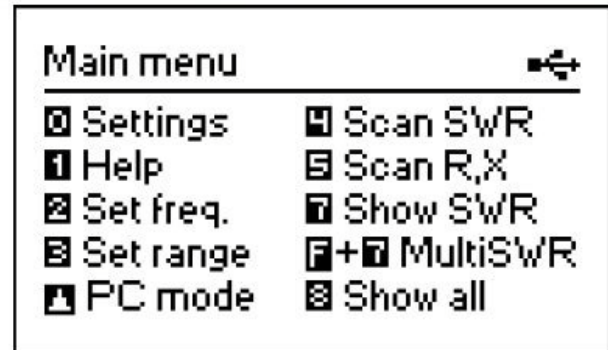 Main menu
0 Settings
1 Help
2 Set freq.
3 Set range
PC mode
4 Scan SWR
5 Scan R,X
7 Show SWR
F+7 MultiSWR
8 Show all